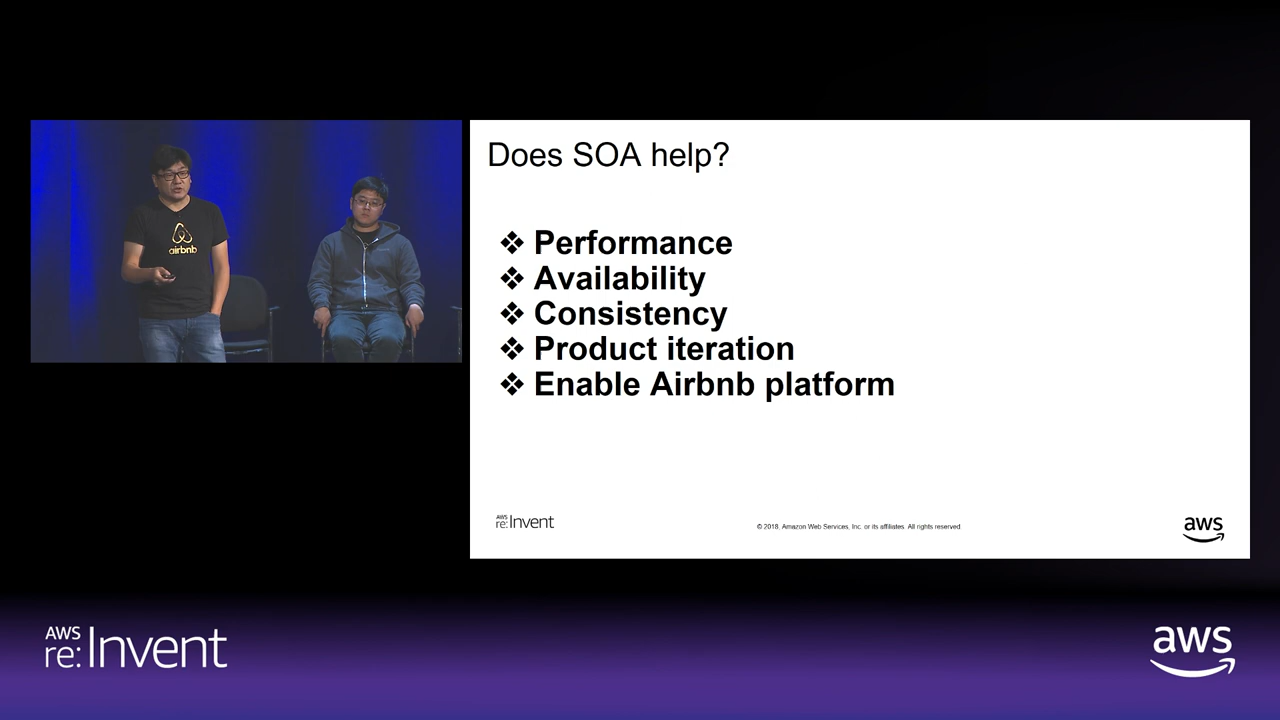 airbnb
Does SOA help?
❖ Performance
❖ Availability
❖ Consistency
❖ Product iteration
❖ Enable Airbnb platform
AWS
re:Invent
© 2018, Amazon Web Services, Inc. or its affiliates. All rights reserved.
aws
AWS
re:Invent
aws